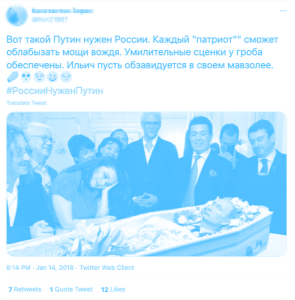 Вот такой Путин нужен России. Каждый "патриот"" сможет
облабызать мощи вождя. Умилительные сценки у гроба
обеспечены. Ильич пусть обзавидуется в своем мавзолее.
#РоссииНуженПутин
Translate Tweet
8:14 PM · Jan 14, 2018 · Twitter Web Client
7 Retweets 1 Quote Tweet 12 Likes